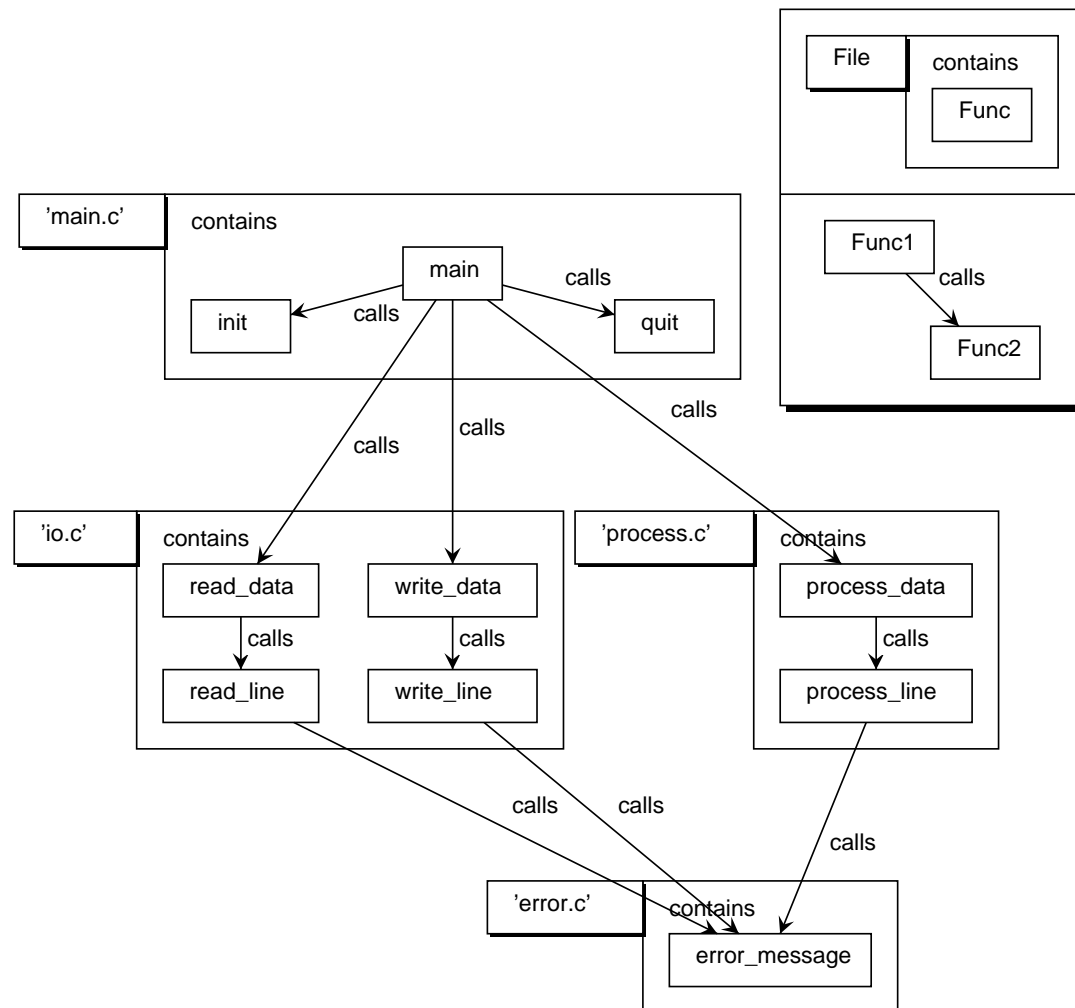 File
contains
Func
'main.c'
contains
main
calls
init
calls
quit
Func1
calls
Func2
calls
calls
calls
'io.c'
contains
'process.c'
contains
read_data
write_data
process_data
calls
calls
calls
read_line
write_line
process_line
calls
calls
calls
'error.c'
contains
error_message